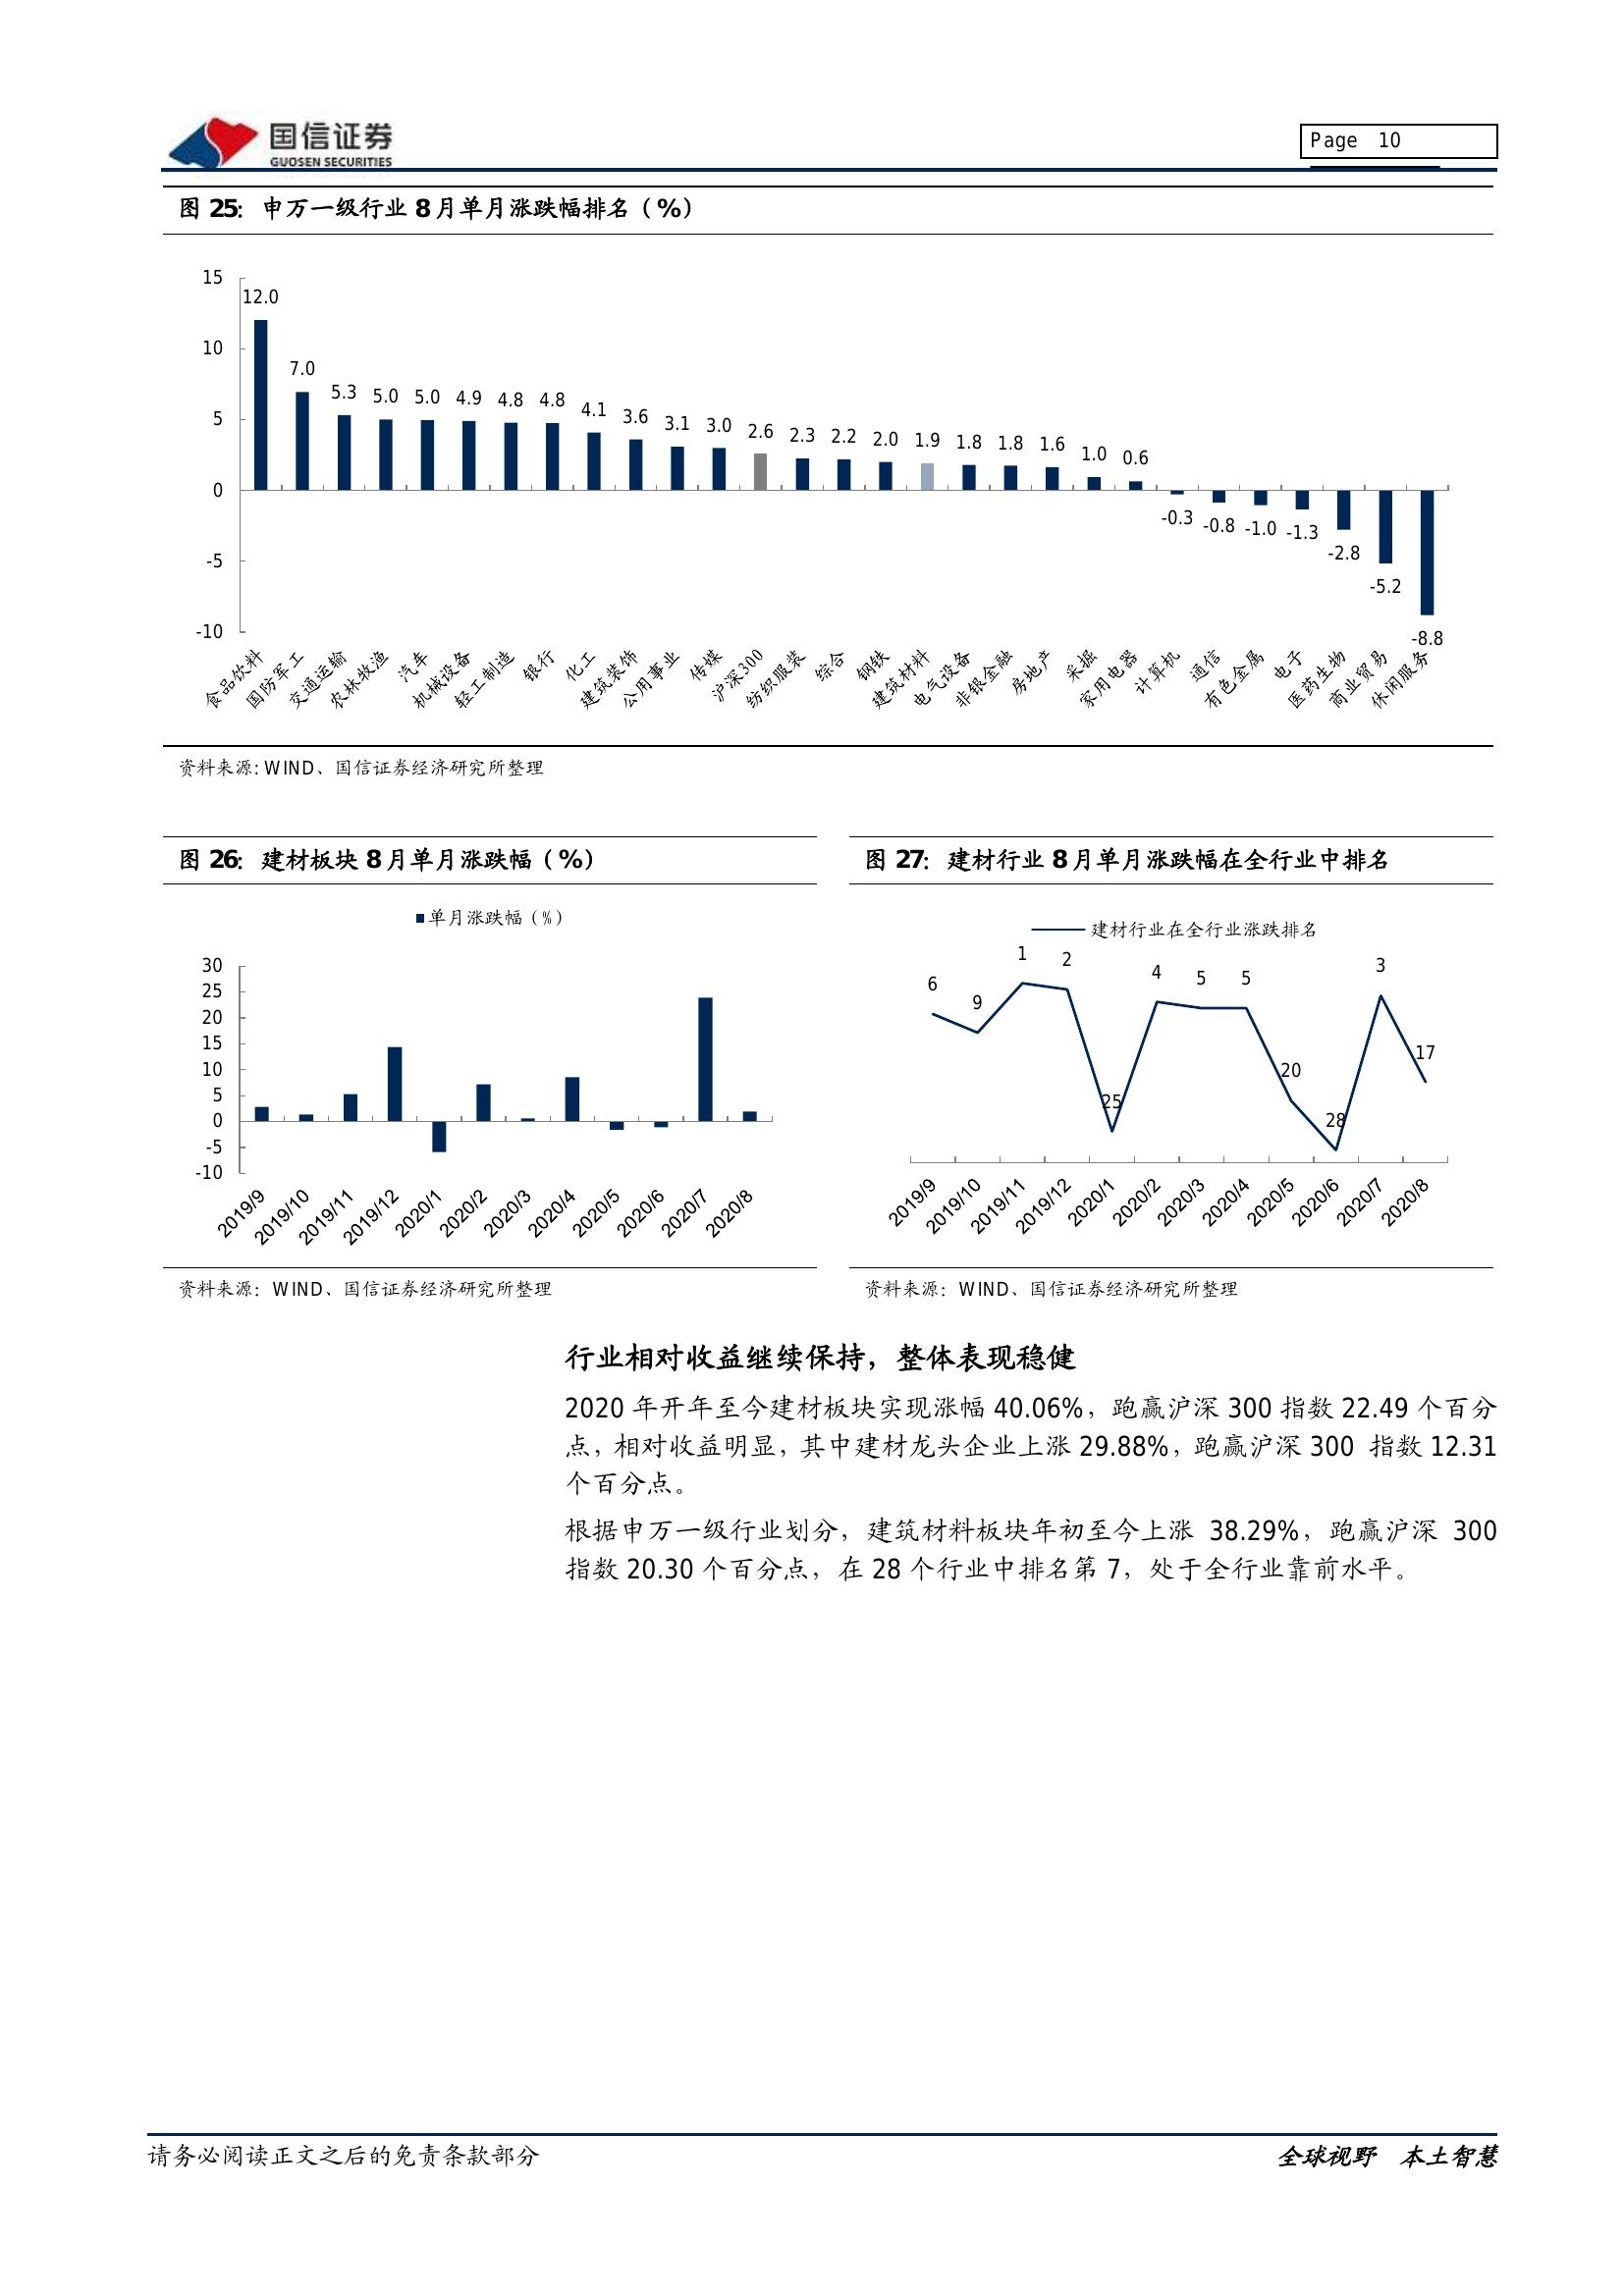 国信证券
GUOSEN SECURITIES
Page 10
图 25：申万一级行业 8 月单月涨跌幅排名（%）
15
10
5
0
-5
-10
12.0
7.0
5.3
5.0
5.0
4.9
4.8
4.8
4.1
3.6
3.1
3.0
2.6
2.3
2.2
2.0
1.9
1.8
1.8
1.6
1.0
0.6
-0.3
-0.8
-1.0
-1.3
-2.8
-5.2
-8.8
食品饮料
国防军工
交通运输
农林牧渔
汽车
机械设备
轻工制造
银行
化工
建筑装饰
公用事业
传媒
沪深300
纺织服装
综合
钢铁
建筑材料
电气设备
非银金融
房地产
采掘
家用电器
计算机
通信
有色金属
电子
医药生物
商业贸易
休闲服务
资料来源: WIND、国信证券经济研究所整理
图 26：建材板块 8 月单月涨跌幅（%）
单月涨跌幅（%）
30
25
20
15
10
5
0
-5
-10
2019/9
2019/10
2019/11
2019/12
2020/1
2020/2
2020/3
2020/4
2020/5
2020/6
2020/7
2020/8
资料来源：WIND、国信证券经济研究所整理
图 27：建材行业 8 月单月涨跌幅在全行业中排名
建材行业在全行业涨跌排名
6
9
1
2
25
4
5
5
20
28
3
17
2019/9
2019/10
2019/11
2019/12
2020/1
2020/2
2020/3
2020/4
2020/5
2020/6
2020/7
2020/8
资料来源：WIND、国信证券经济研究所整理
行业相对收益继续保持，整体表现稳健
2020 年开年至今建材板块实现涨幅 40.06%，跑赢沪深 300 指数 22.49 个百分
点，相对收益明显，其中建材龙头企业上涨 29.88%，跑赢沪深 300 指数 12.31
个百分点。
根据申万一级行业划分，建筑材料板块年初至今上涨 38.29%，跑赢沪深 300
指数 20.30 个百分点，在 28 个行业中排名第 7，处于全行业靠前水平。
请务必阅读正文之后的免责条款部分
全球视野 本土智慧